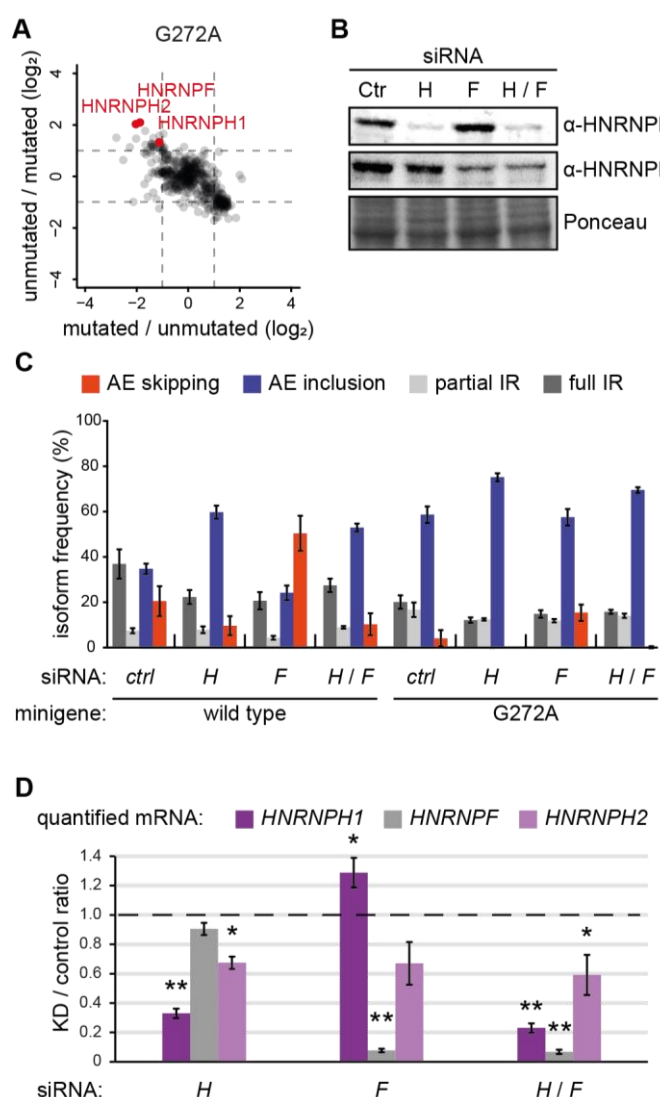 A
G272A
unmutated / mutated (log₂)
4
2
0
−2
−4
HNRNPF
HNRNPH2
HNRNPH1
−4 −2 0 2 4
mutated / unmutated (log₂)
B
siRNA
Ctr H F H / F
Ponceau
C
AE skipping AE inclusion partial IR full IR
isoform frequency (%)
100
80
60
40
20
0
siRNA: ctrl H F H / F ctrl H F H / F
minigene: wild type G272A
D
quantified mRNA: HNRNPH1 HNRNPF HNRNPH2
KD / control ratio
1.4
1.2
1.0
0.8
0.6
0.4
0.2
0
** *
* **
** ** *
siRNA: H F H / F